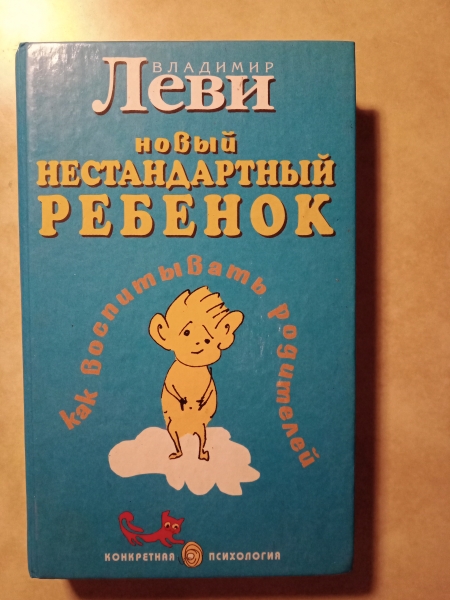 ВЛАДИМИР
Леви
новый
НЕСТАНДАРТНЫЙ
РЕБЕНОК
как воспитывать родителей
КОНКРЕТНАЯ ПСИХОЛОГИЯ